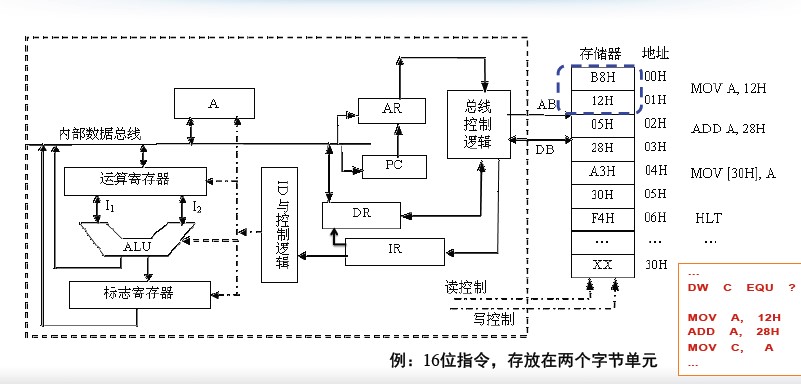 存储器 地址
B8H 00H
12H 01H
MOV A, 12H
05H 02H
ADD A, 28H
28H 03H
A3H 04H
MOV [30H], A
30H 05H
F4H 06H HLT
... ... ...
XX 30H
A
AR
总线控制逻辑
AB
DB
内部数据总线
PC
运算寄存器
I1 I2
ID与控制逻辑
DR
ALU
IR
标志寄存器
读控制
写控制
...
DW C EQU ?
MOV A, 12H
ADD A, 28H
MOV C, A
...
例：16位指令，存放在两个字节单元